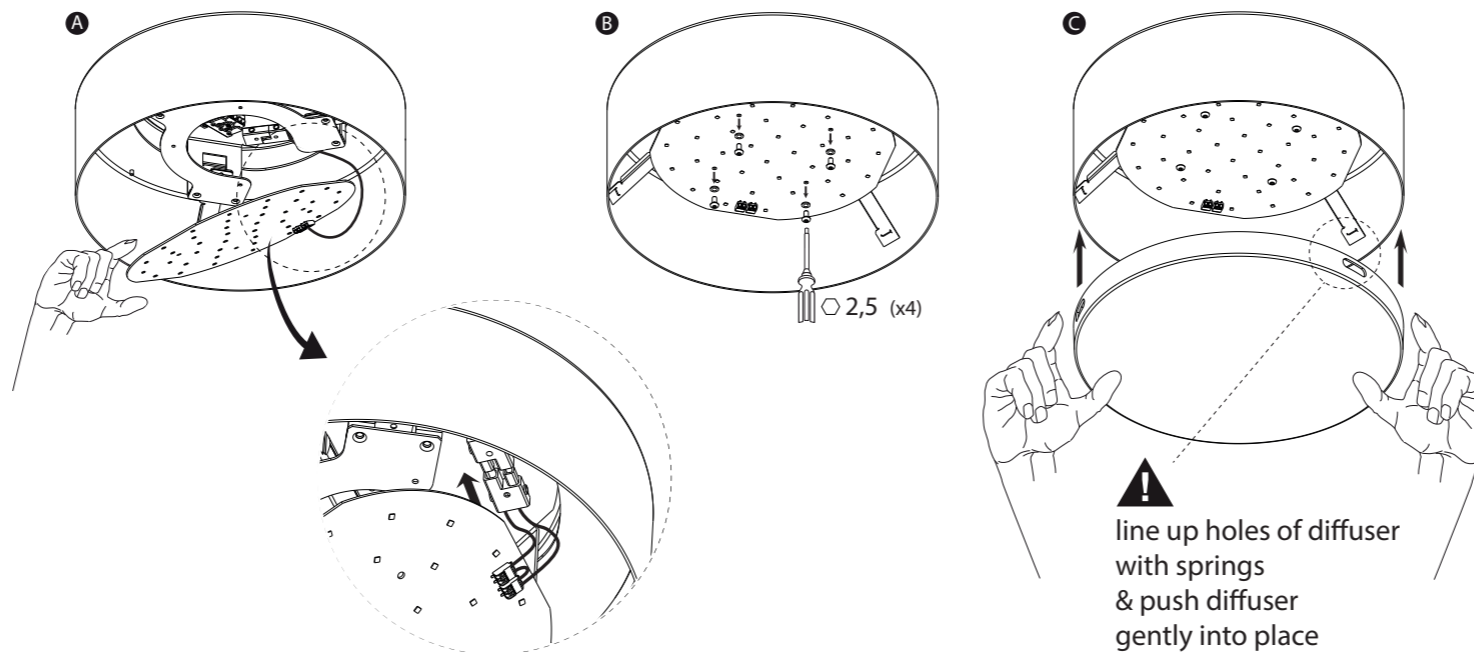 A
B
C
2,5 (x4)
!
line up holes of diffuser
with springs
& push diffuser
gently into place